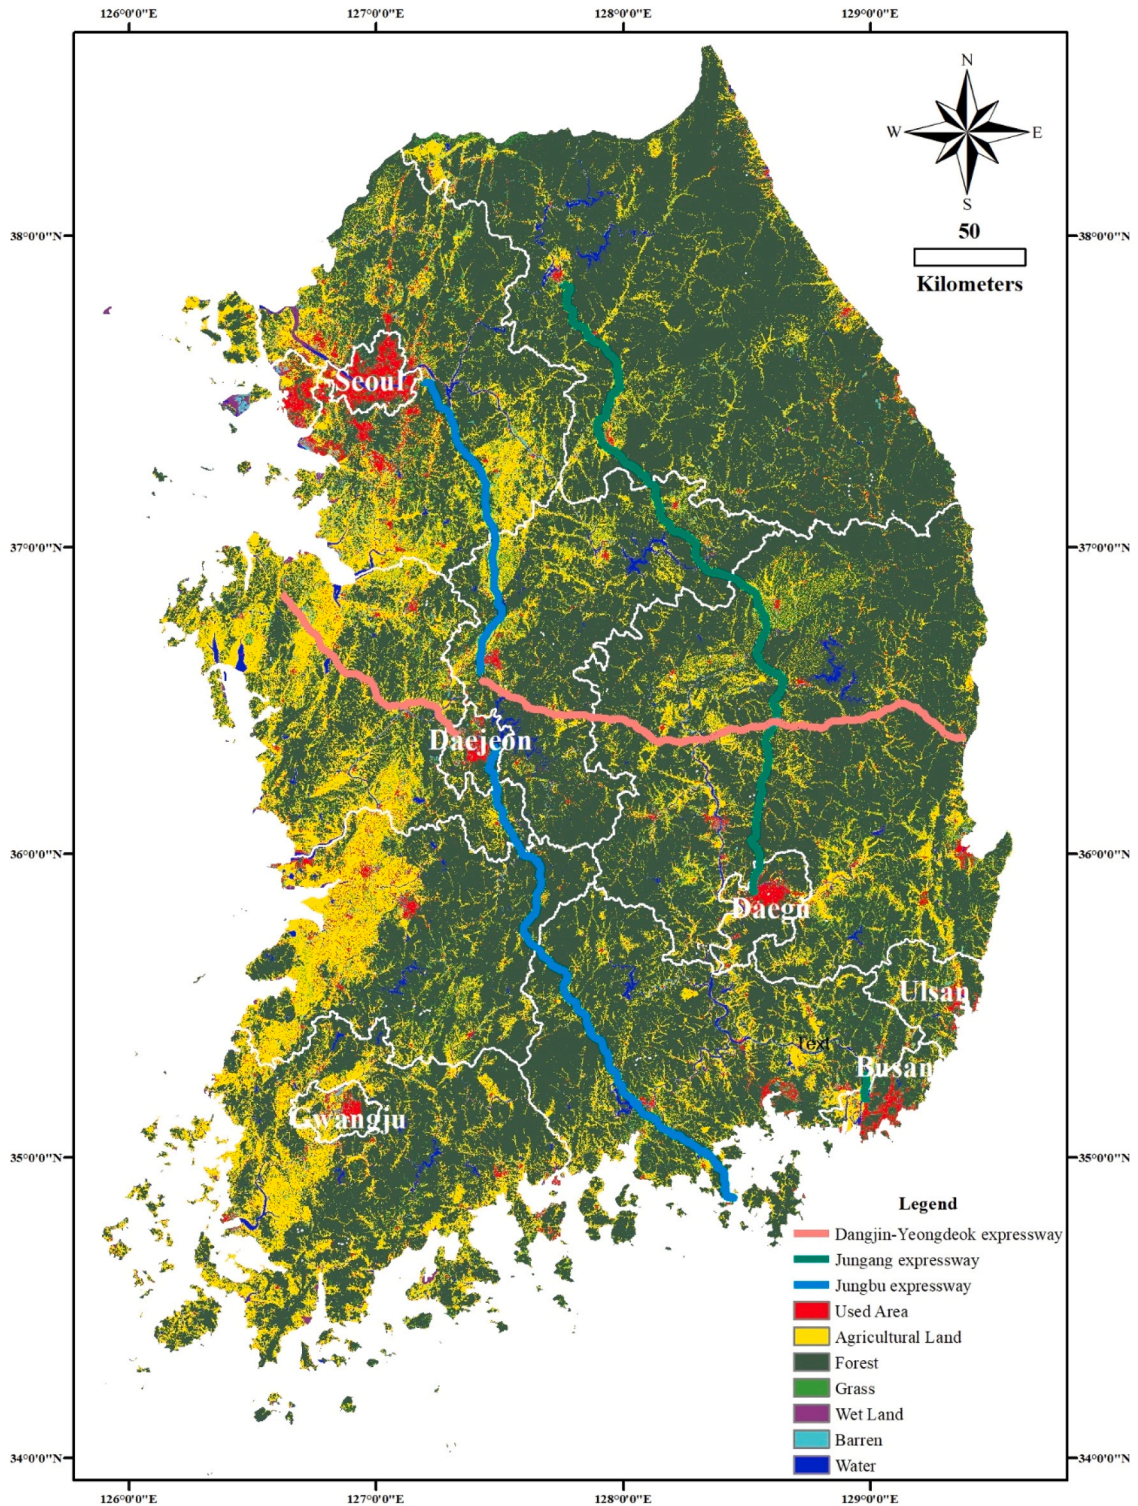 126°0'0"E 127°0'0"E 128°0'0"E 129°0'0"E
N
W E
S
50
Kilometers
38°0'0"N 38°0'0"N
Seoul
37°0'0"N 37°0'0"N
Daejeon
36°0'0"N 36°0'0"N
Daegu
Ulsan
Text
Busan
Gwangju
35°0'0"N 35°0'0"N
Legend
Dangjin-Yeongdeok expressway
Jungang expressway
Jungbu expressway
Used Area
Agricultural Land
Forest
Grass
Wet Land
Barren
Water
34°0'0"N 34°0'0"N
126°0'0"E 127°0'0"E 128°0'0"E 129°0'0"E